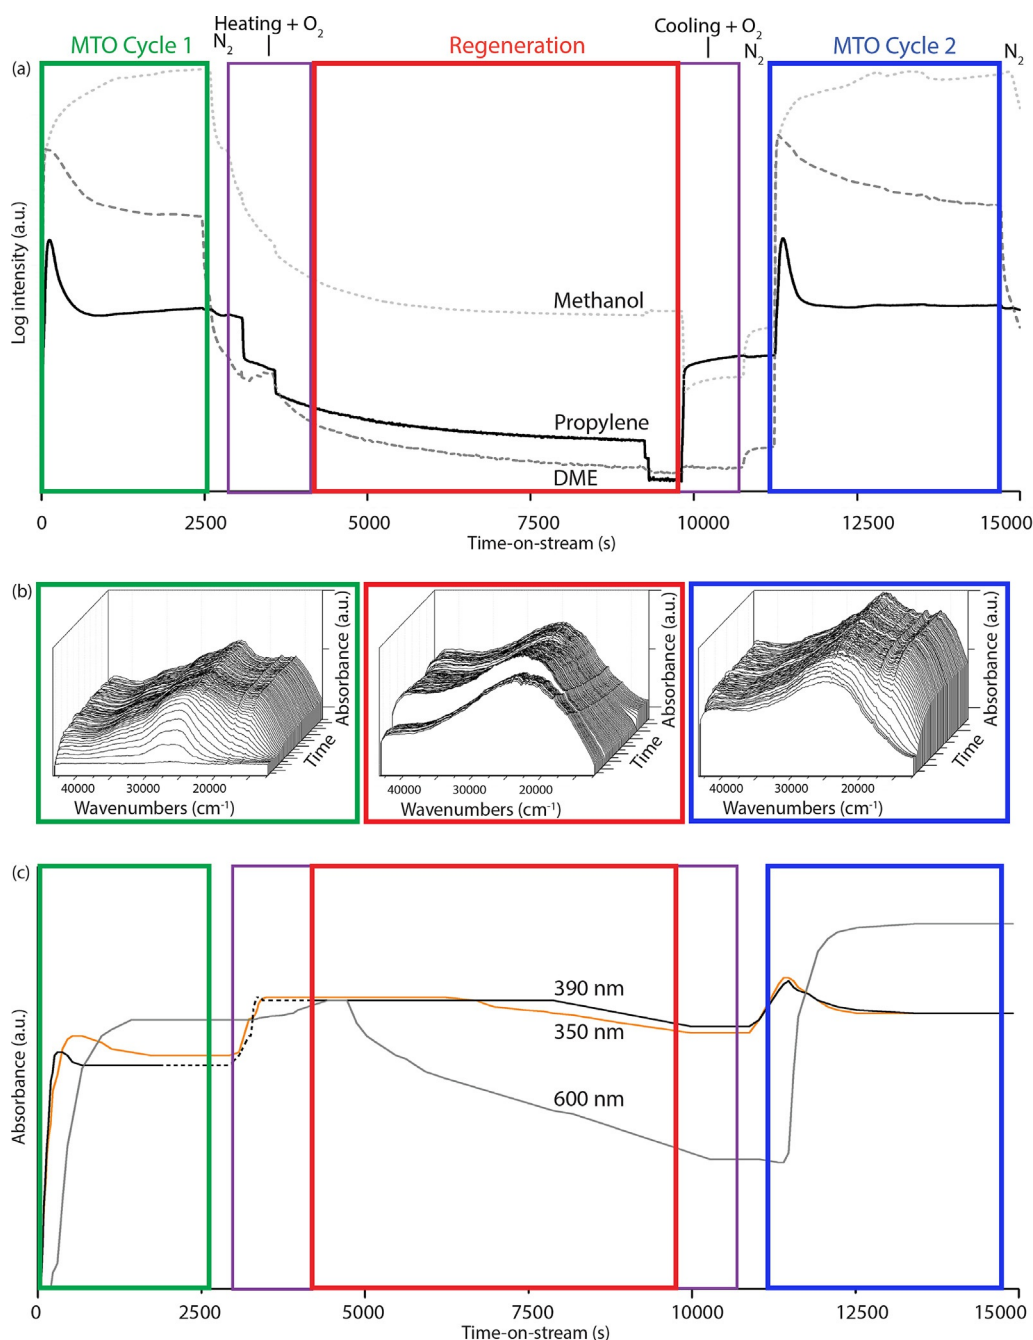 Heating + O2
MTO Cycle 1 N2 Regeneration Cooling + O2 N2 MTO Cycle 2 N2
(a)
Log intensity (a.u.)
Methanol
Propylene
DME
0 2500 5000 7500 10000 12500 15000
Time-on-stream (s)
(b)
Absorbance (a.u.)
Time
40000 30000 20000
Wavenumbers (cm-1)
Absorbance (a.u.)
Time
40000 30000 20000
Wavenumbers (cm-1)
Absorbance (a.u.)
Time
40000 30000 20000
Wavenumbers (cm-1)
(c)
Absorbance (a.u.)
390 nm
350 nm
600 nm
0 2500 5000 7500 10000 12500 15000
Time-on-stream (s)